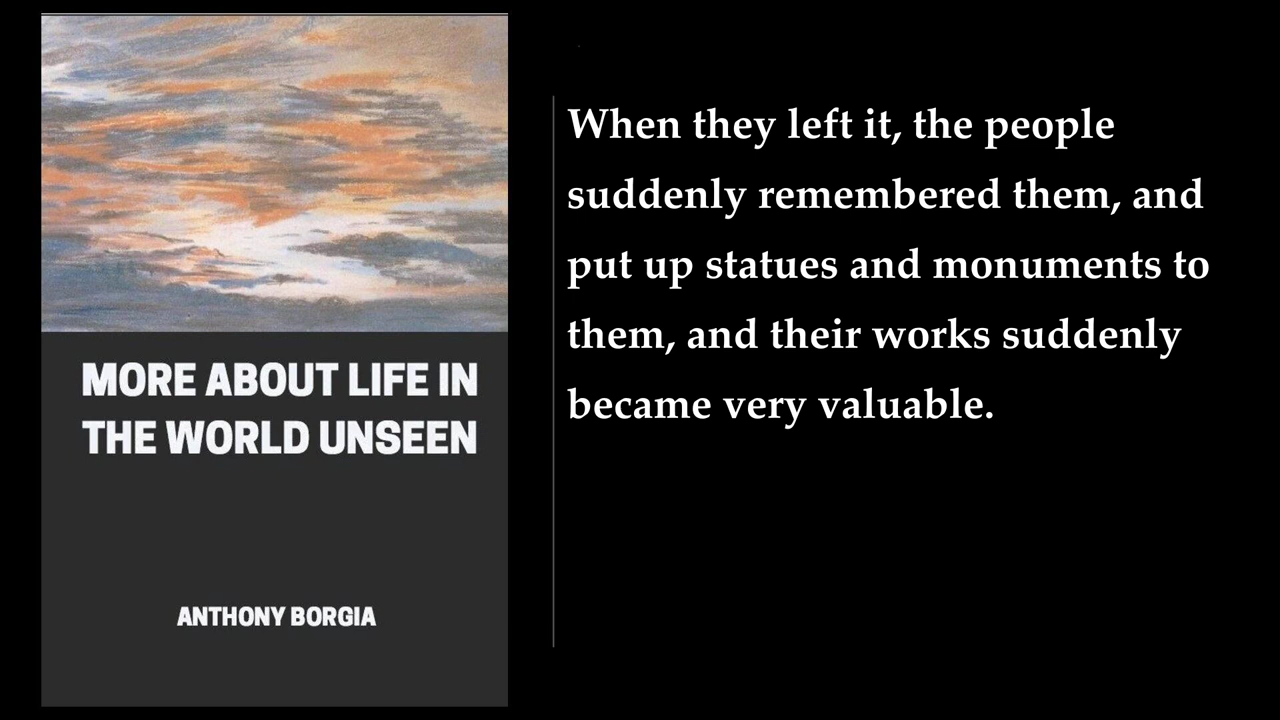 MORE ABOUT LIFE IN
THE WORLD UNSEEN
ANTHONY BORGIA
When they left it, the people
suddenly remembered them, and
put up statues and monuments to
them, and their works suddenly
became very valuable.